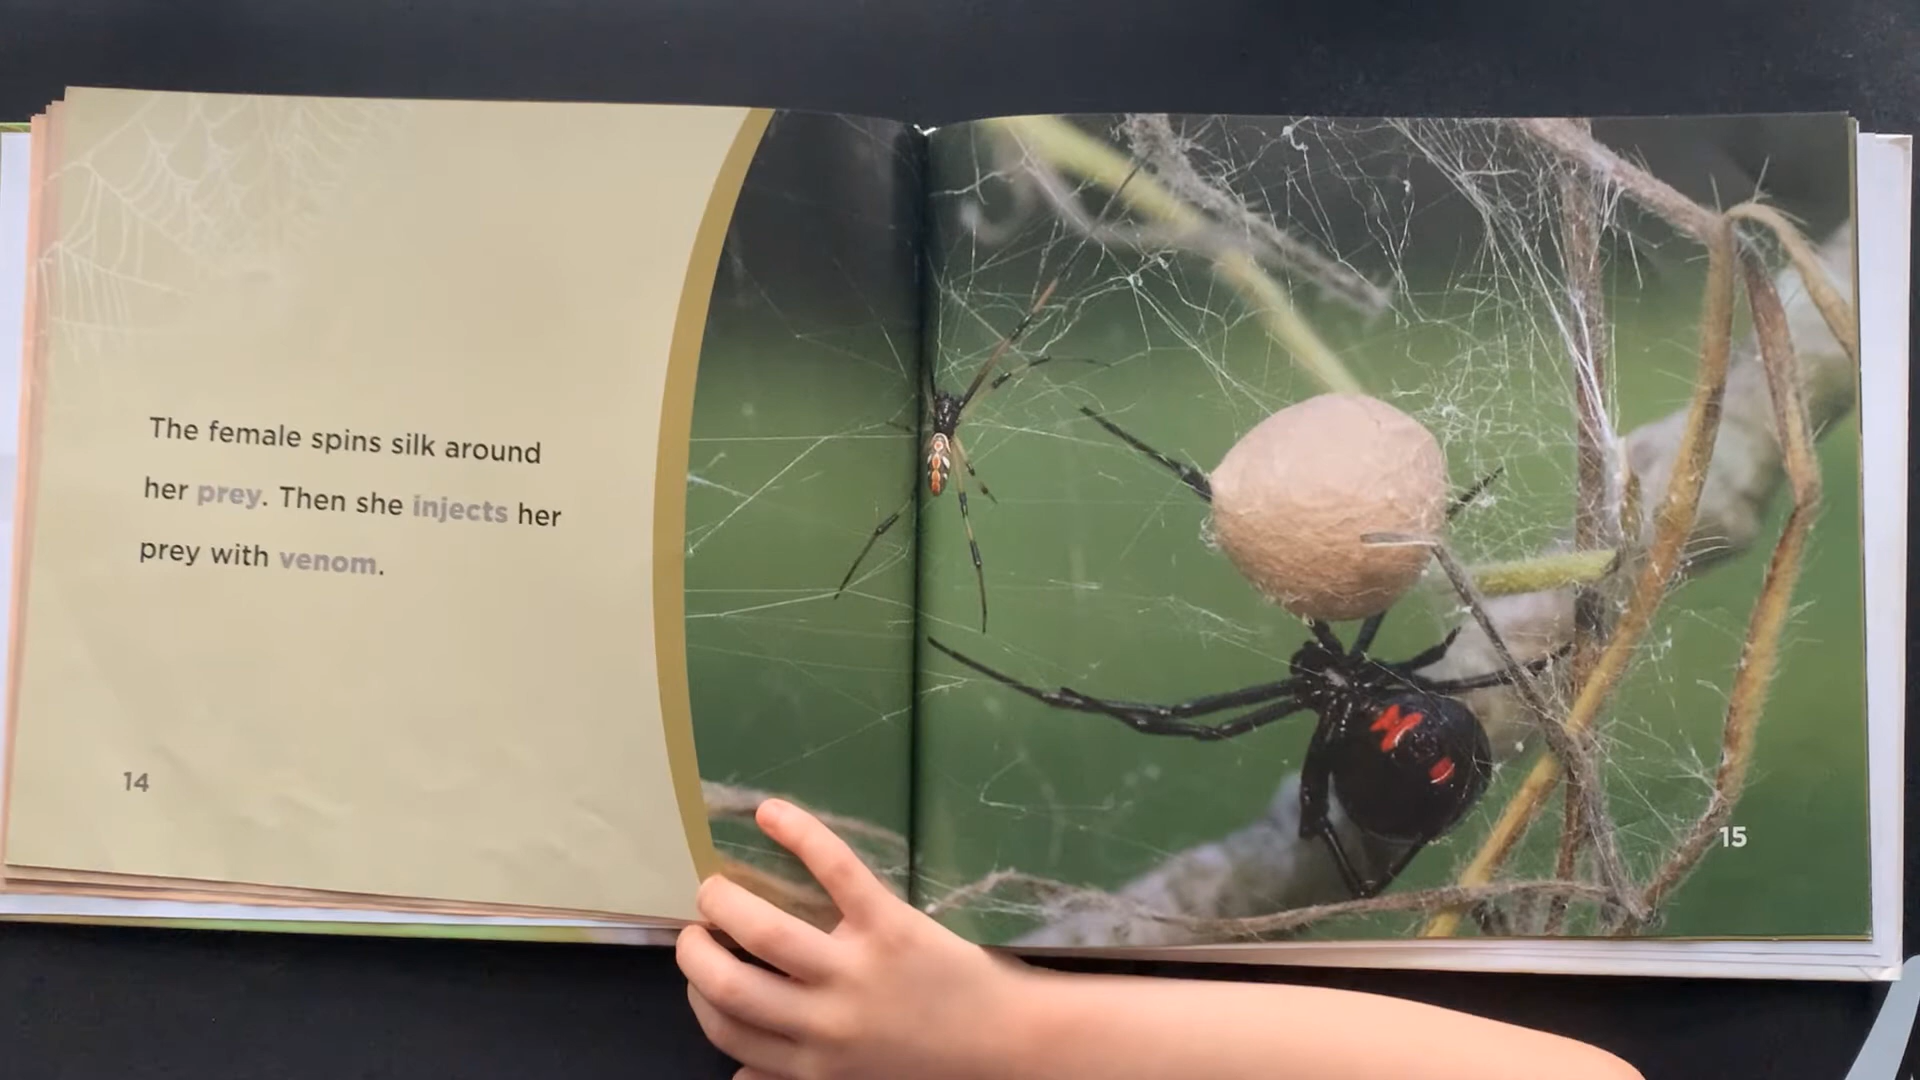 The female spins silk around
her prey. Then she injects her
prey with venom.
14
15